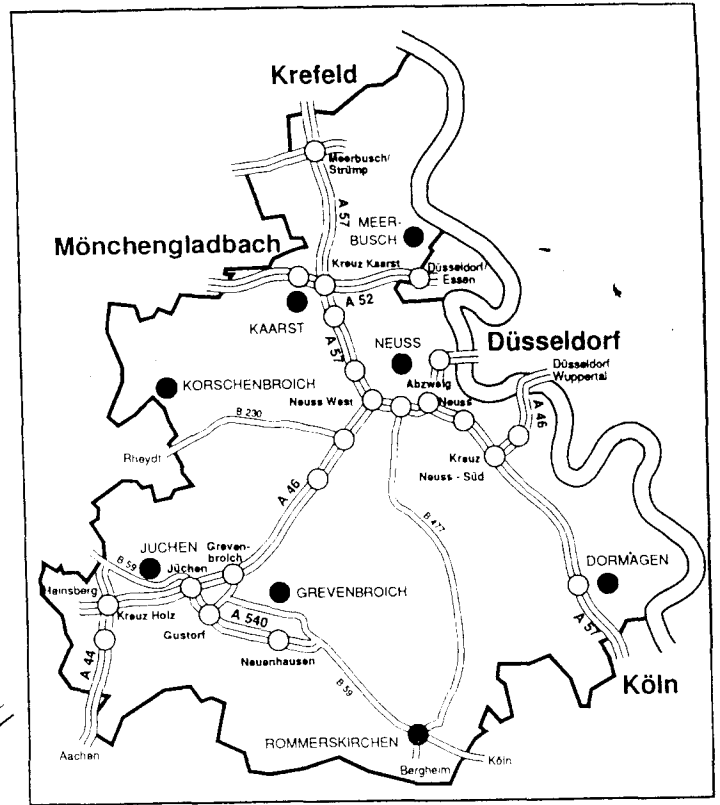 Krefeld
Meerbusch/
Strümp
A 57
MEER-
BUSCH
Mönchengladbach
Kreuz Kaarst
Düsseldorf/
Essen
A 52
KAARST
A 57
NEUSS
Düsseldorf
Düsseldorf
Wuppertal
KORSCHENBROICH
Abzweig
Neuss
Neuss West
A 46
B 230
Rheydt
Kreuz
Neuss - Süd
A 46
B 477
JÜCHEN
Greven-
broich
B 59
Jüchen
DORMAGEN
Heinsberg
GREVENBROICH
Kreuz Holz
A 540
A 57
Gustorf
A 44
Neuenhausen
B 59
Köln
ROMMERSKIRCHEN
Aachen
Köln
Bergheim